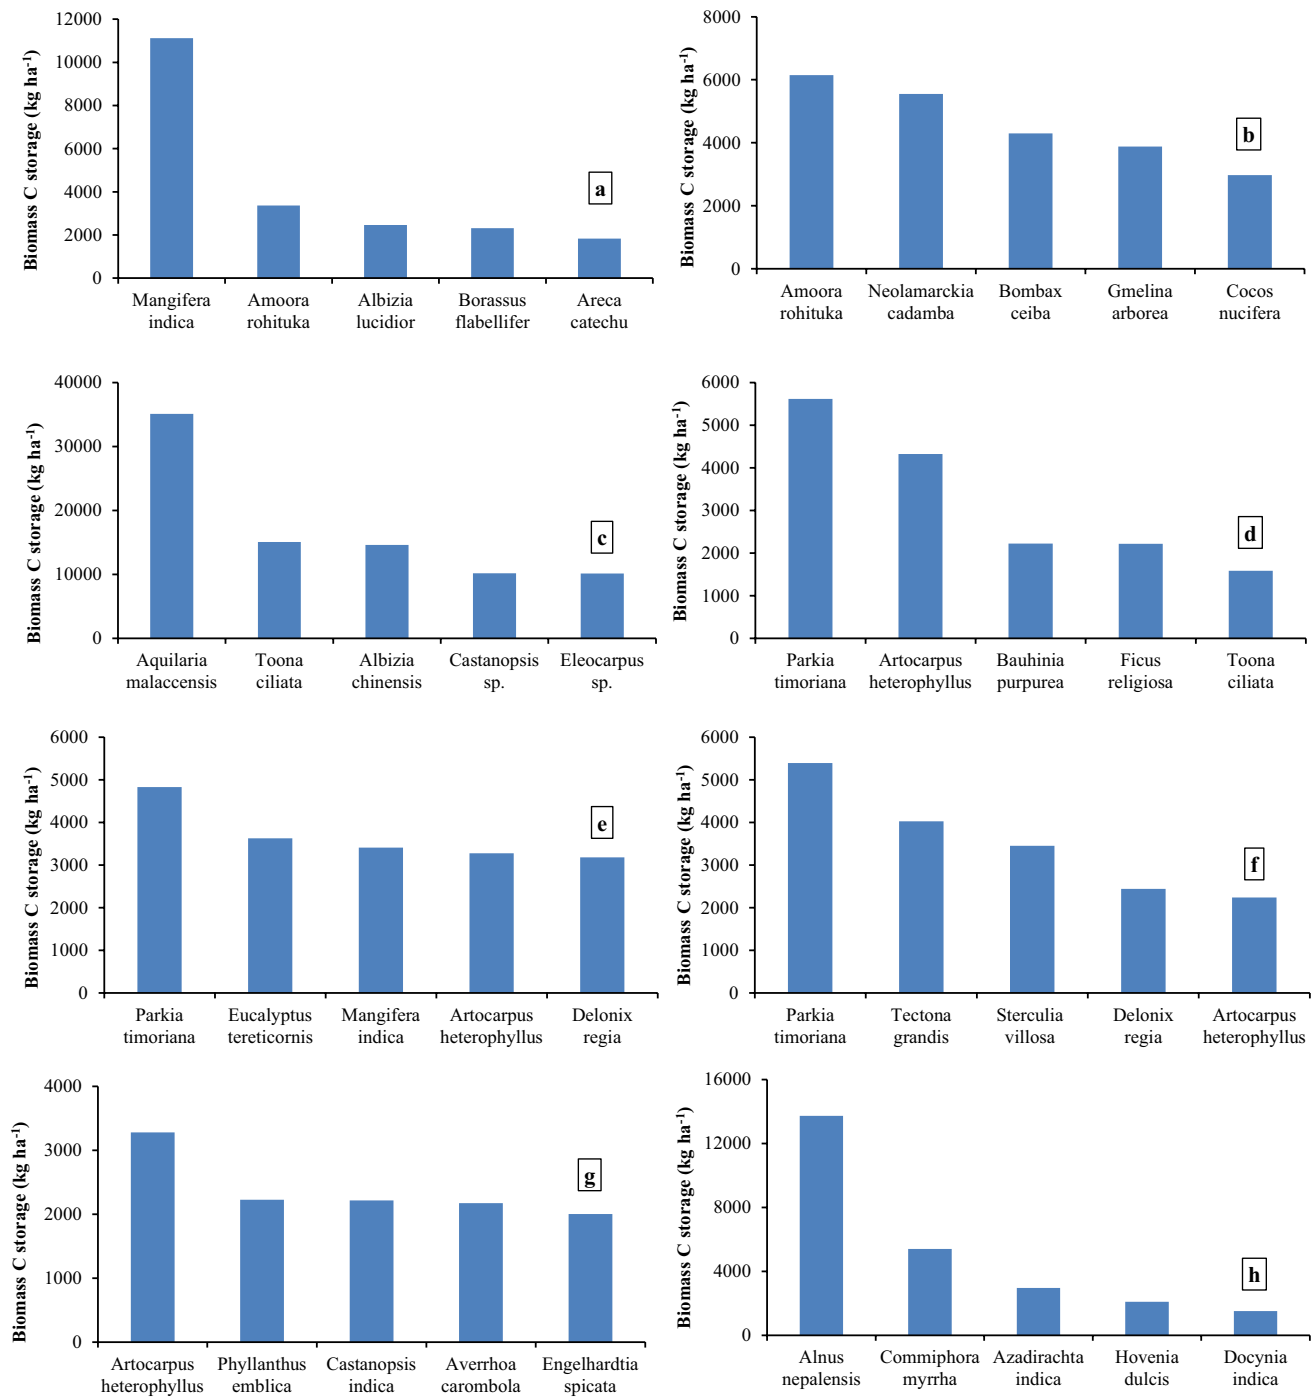 Biomass C storage (kg ha⁻¹)
12000
10000
8000
6000
4000
2000
0
a
Mangifera indica
Amoora rohituka
Albizia lucidior
Borassus flabellifer
Areca catechu
Biomass C storage (kg ha⁻¹)
8000
6000
4000
2000
0
b
Amoora rohituka
Neolamarckia cadamba
Bombax ceiba
Gmelina arborea
Cocos nucifera
Biomass C storage (kg ha⁻¹)
40000
30000
20000
10000
0
c
Aquilaria malaccensis
Toona ciliata
Albizia chinensis
Castanopsis sp.
Eleocarpus sp.
Biomass C storage (kg ha⁻¹)
6000
5000
4000
3000
2000
1000
0
d
Parkia timoriana
Artocarpus heterophyllus
Bauhinia purpurea
Ficus religiosa
Toona ciliata
Biomass C storage (kg ha⁻¹)
6000
5000
4000
3000
2000
1000
0
e
Parkia timoriana
Eucalyptus tereticornis
Mangifera indica
Artocarpus heterophyllus
Delonix regia
Biomass C storage (kg ha⁻¹)
6000
5000
4000
3000
2000
1000
0
f
Parkia timoriana
Tectona grandis
Sterculia villosa
Delonix regia
Artocarpus heterophyllus
Biomass C storage (kg ha⁻¹)
4000
3000
2000
1000
0
g
Artocarpus heterophyllus
Phyllanthus emblica
Castanopsis indica
Averrhoa carombola
Engelhardtia spicata
Biomass C storage (kg ha⁻¹)
16000
12000
8000
4000
0
h
Alnus nepalensis
Commiphora myrrha
Azadirachta indica
Hovenia dulcis
Docynia indica